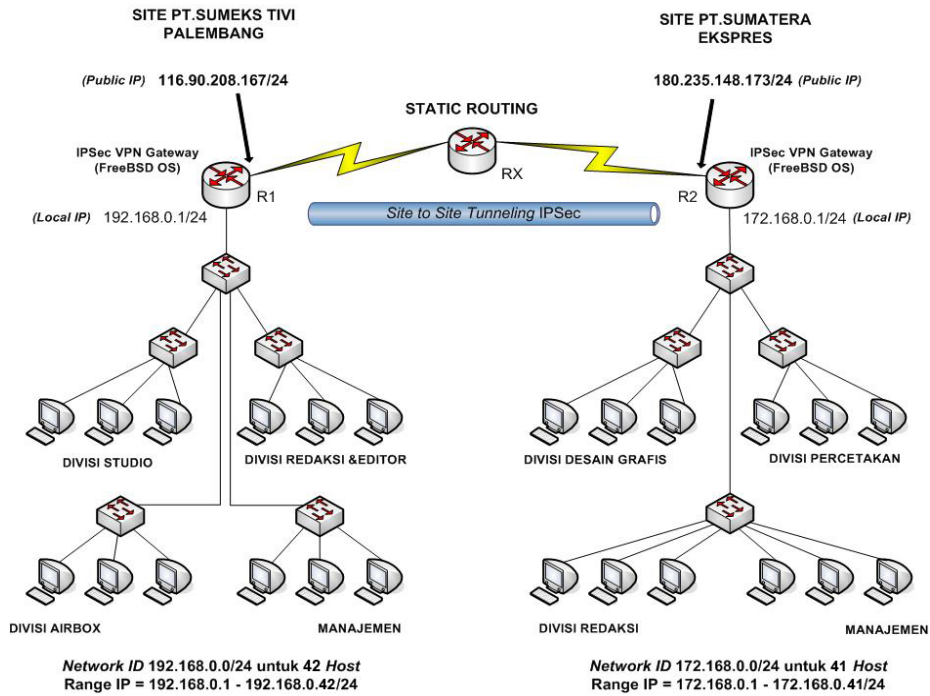 SITE PT.SUMEKS TIVI
PALEMBANG
SITE PT.SUMATERA
EKSPRES
(Public IP) 116.90.208.167/24
180.235.148.173/24 (Public IP)
STATIC ROUTING
IPSec VPN Gateway
(FreeBSD OS)
IPSec VPN Gateway
(FreeBSD OS)
RX
R1
R2
(Local IP) 192.168.0.1/24
Site to Site Tunneling IPSec
172.168.0.1/24 (Local IP)
DIVISI STUDIO
DIVISI REDAKSI &EDITOR
DIVISI DESAIN GRAFIS
DIVISI PERCETAKAN
DIVISI AIRBOX
MANAJEMEN
DIVISI REDAKSI
MANAJEMEN
Network ID 192.168.0.0/24 untuk 42 Host
Range IP = 192.168.0.1 - 192.168.0.42/24
Network ID 172.168.0.0/24 untuk 41 Host
Range IP = 172.168.0.1 - 172.168.0.41/24